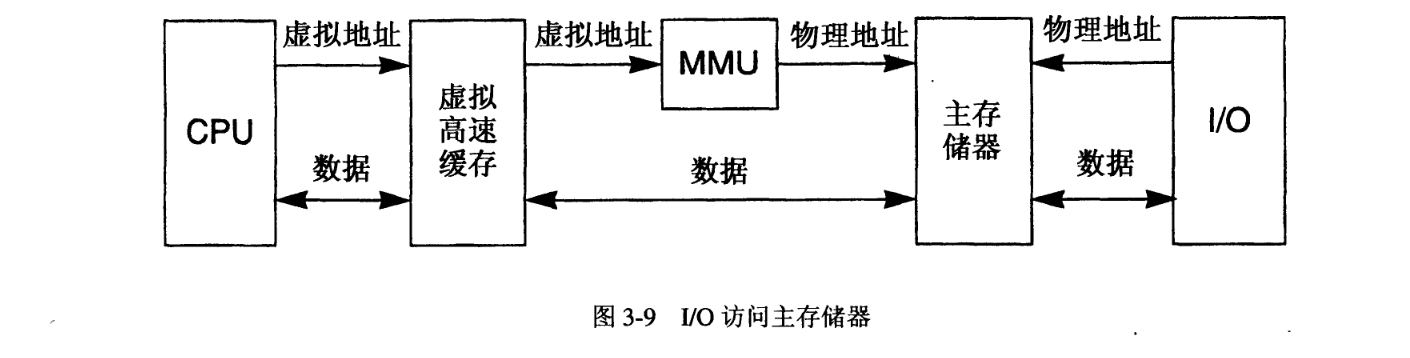 虚拟地址
虚拟地址
物理地址
物理地址
CPU
虚拟
高速
缓存
MMU
主存
储器
I/O
数据
数据
数据
图 3-9 I/O 访问主存储器